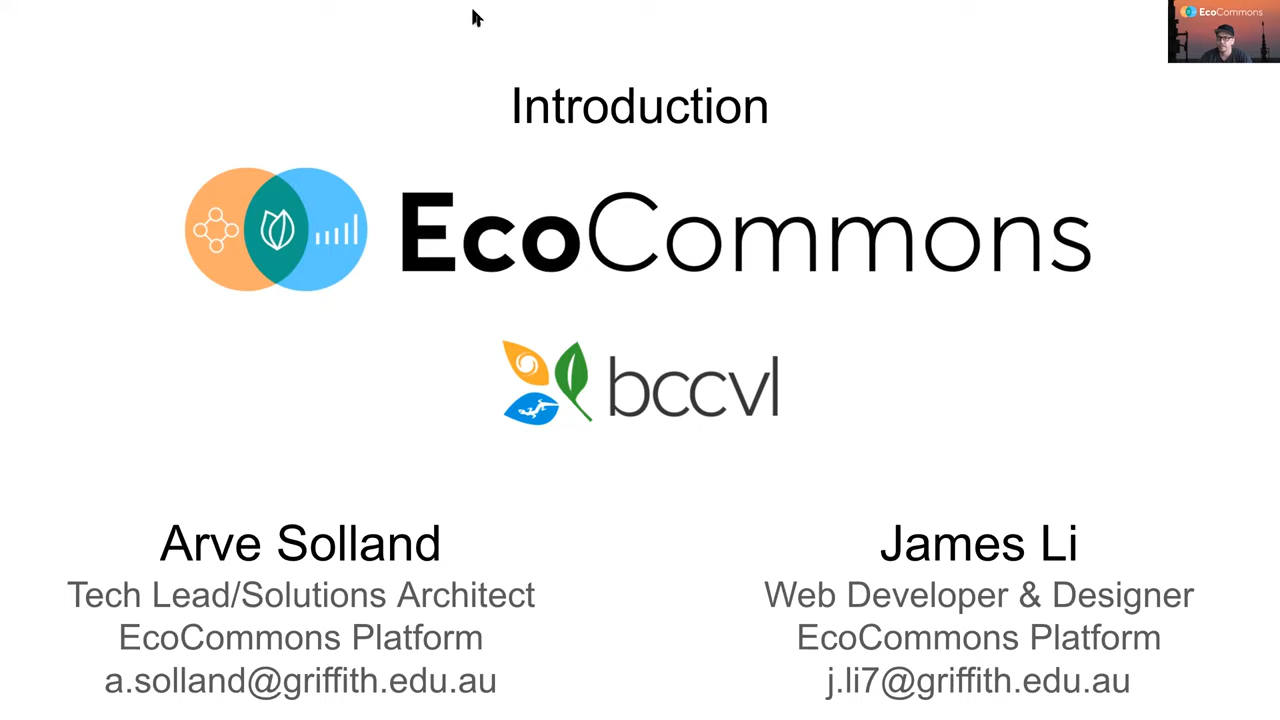 EcoCommons
Introduction
EcoCommons
bccvl
Arve Solland
Tech Lead/Solutions Architect
EcoCommons Platform
a.solland@griffith.edu.au
James Li
Web Developer & Designer
EcoCommons Platform
j.li7@griffith.edu.au